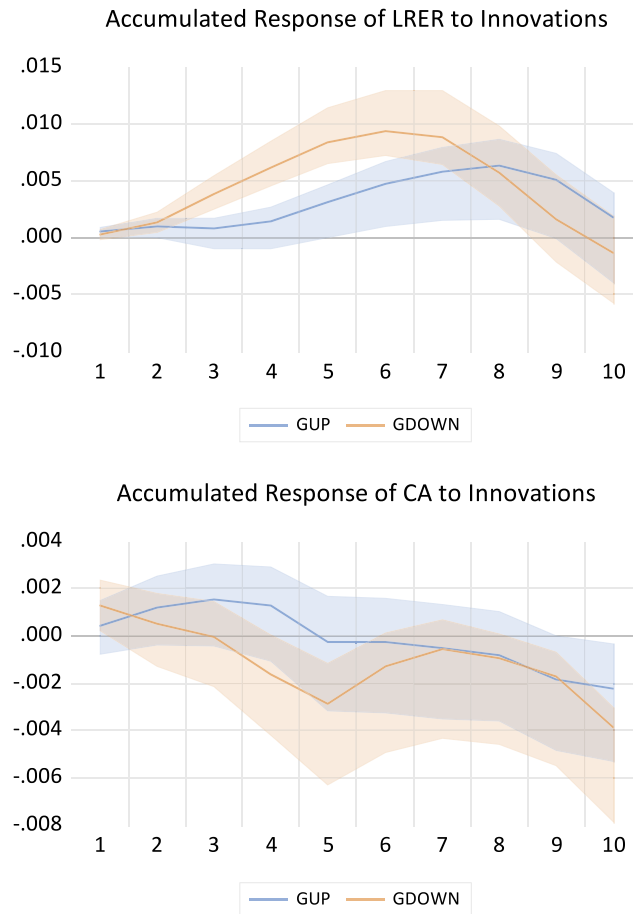 Accumulated Response of LRER to Innovations
.015
.010
.005
.000
-.005
-.010
1 2 3 4 5 6 7 8 9 10
GUP GDOWN
Accumulated Response of CA to Innovations
.004
.002
.000
-.002
-.004
-.006
-.008
1 2 3 4 5 6 7 8 9 10
GUP GDOWN